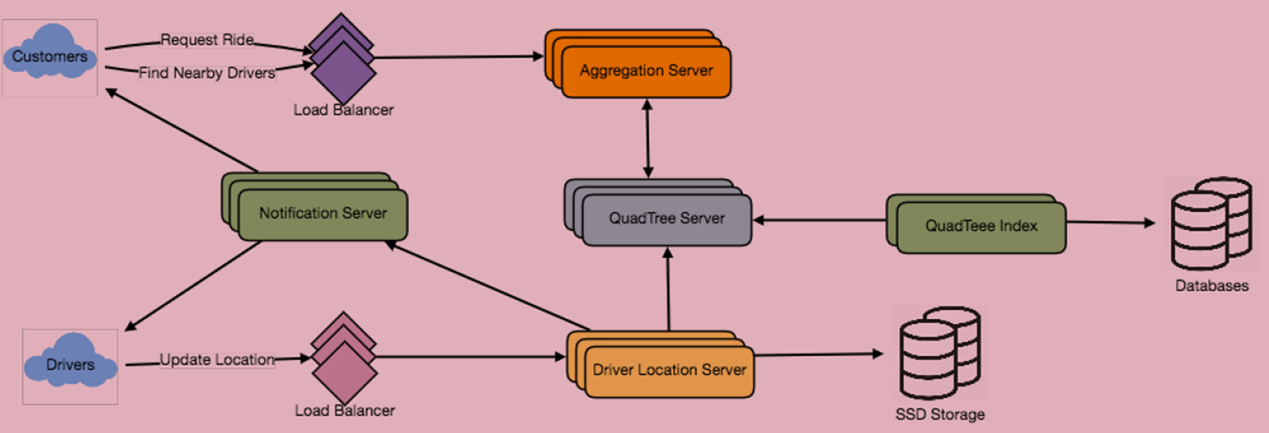 Customers
Request Ride
Find Nearby Drivers
Load Balancer
Aggregation Server
Notification Server
QuadTree Server
QuadTeee Index
Databases
Drivers
Update Location
Load Balancer
Driver Location Server
SSD Storage